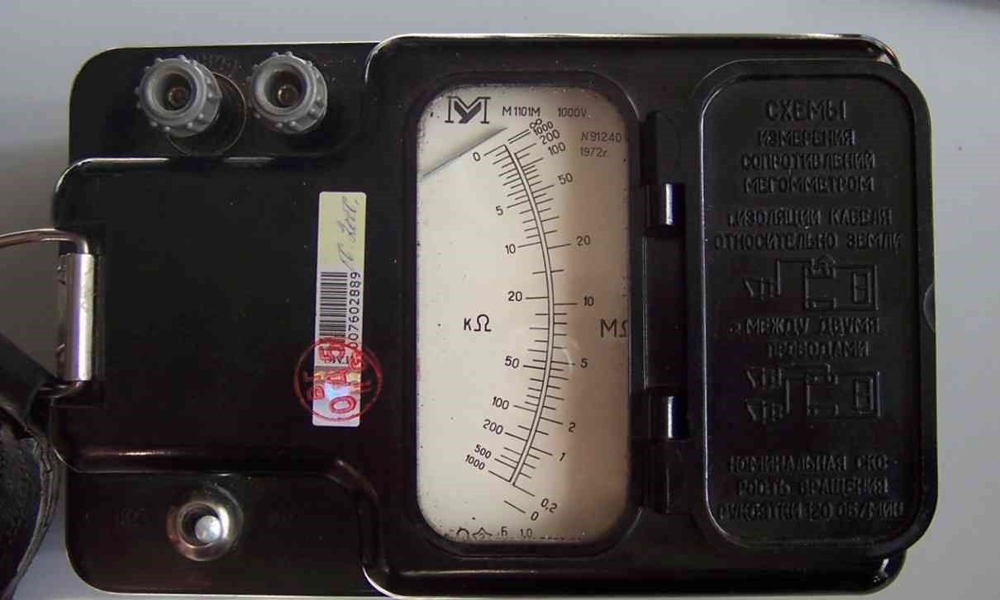 М1101М 1000V.
∞
1000
200
100
50
20
10
5
2
1
0,2
0
N91240
1972г.
0
5
10
20
50
100
200
500
1000
кΩ
МΩ
Б 1,0
007602889
СХЕМЫ
ИЗМЕРЕНИЯ
СОПРОТИВЛЕНИЙ
МЕГОММЕТРОМ
ИЗОЛЯЦИИ КАБЕЛЯ
ОТНОСИТЕЛЬНО ЗЕМЛИ
МЕЖДУ ДВУМЯ
ПРОВОДАМИ
НОМИНАЛЬНАЯ СКО-
РОСТЬ ВРАЩЕНИЯ
РУКОЯТКИ 120 ОБ/МИН